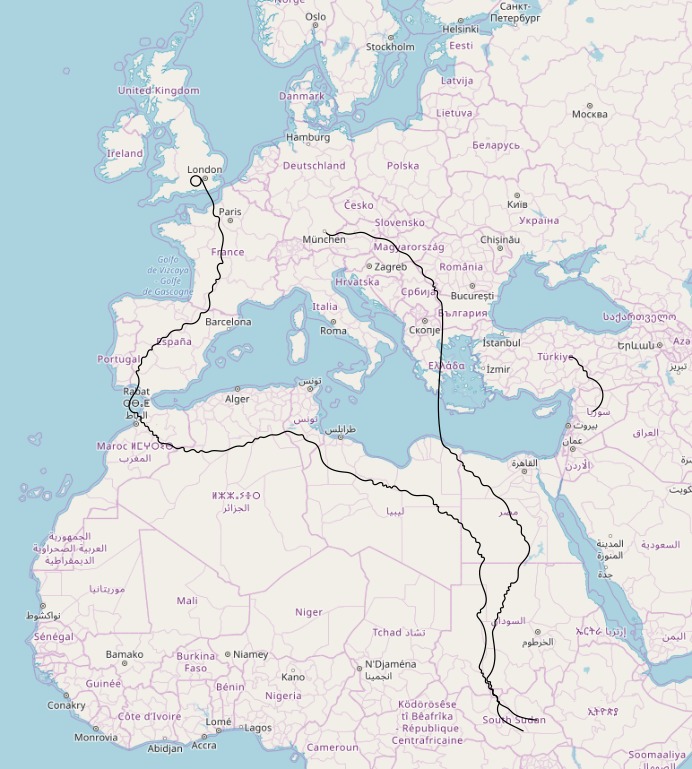 Norge
Oslo
Санкт-
Петербург
Helsinki
Stockholm
Eesti
Latvija
United Kingdom
Danmark
Москва
Lietuva
Hamburg
Ireland
Беларусь
London
Deutschland
Polska
Київ
Česko
Paris
Slovensko
Україна
München
Magyarország
Chișinău
France
Golfo
de Vizcaya
Golfe
de Gascogne
Zagreb
România
Hrvatska
Србија
București
Italia
България
Barcelona
Roma
Скопје
საქართველო
España
İstanbul
Երևան
Aza
Portugal
Türkiye
Ελλάδα
İzmir
تبریز
تونس
Rabat
ⵔⴱⴰⵟ
الرباط
Alger
سوريا
تونس
طرابلس
بيروت
عمان
العراق
Maroc ⵍⵎⵖⵔⵉⴱ
المغرب
القاهرة
الأردن
الكويت
ⵍⵣⵣⴰⵢⴻⵔ
الجزائر
ليبيا
مصر
الجمهورية
العربية الصحراوية
الديمقراطية
المدينة
المنورة
السعودية
جدة
موريتانيا
Mali
Niger
نواكشوط
Tchad تشاد
السودان
ኤርትራ إرتريا
اليمن
Sénégal
الخرطوم
Bamako
Burkina
Faso
Niamey
N'Djaména
انجمينا
Kano
Guinée
Bénin
Nigeria
Ködörösêse
tî Bêafrîka
- République
Centrafricaine
ኢትዮጵያ
Conakry
Côte d'Ivoire
Lomé
Lagos
South Sudan
Monrovia
Abidjan
Accra
Cameroun
Soomaaliya
الصومال